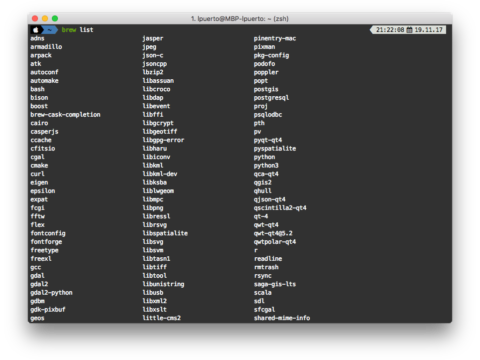 1. lpuerto@MBP-lpuerto: ~ (zsh)
~ brew list 21:22:08 19.11.17
adns jasper pinentry-mac
armadillo jpeg pixman
arpack json-c pkg-config
atk jsoncpp podofo
autoconf lbzip2 poppler
automake libassuan popt
bash libcroco postgis
bison libdap postgresql
boost libevent proj
brew-cask-completion libffi psqlodbc
cairo libgcrypt pth
casperjs libgeotiff pv
ccache libgpg-error pyqt-qt4
cfitsio libharu pyspatialite
cgal libiconv python
cmake libkml python3
curl libkml-dev qca-qt4
eigen libksba qgis2
epsilon liblwgeom qhull
expat libmpc qjson-qt4
fcgi libpng qscintilla2-qt4
fftw libressl qt-4
flex librsvg qwt-qt4
fontconfig libspatialite qwt-qt4@5.2
fontforge libsvg qwtpolar-qt4
freetype libsvm r
freexl libtasn1 readline
gcc libtiff rmtrash
gdal libtool rsync
gdal2 libunistring saga-gis-lts
gdal2-python libusb scala
gdbm libxml2 sdl
gdk-pixbuf libxslt sfcgal
geos little-cms2 shared-mime-info